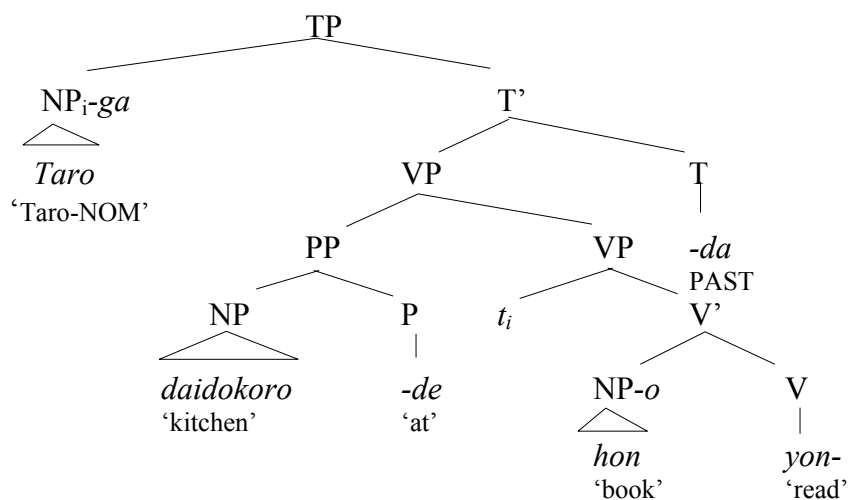 TP
NPi-ga T’
Taro VP T
‘Taro-NOM’
PP VP -da
PAST
NP P ti V’
daidokoro -de NP-o V
‘kitchen’ ‘at’
hon yon-
‘book’ ‘read’